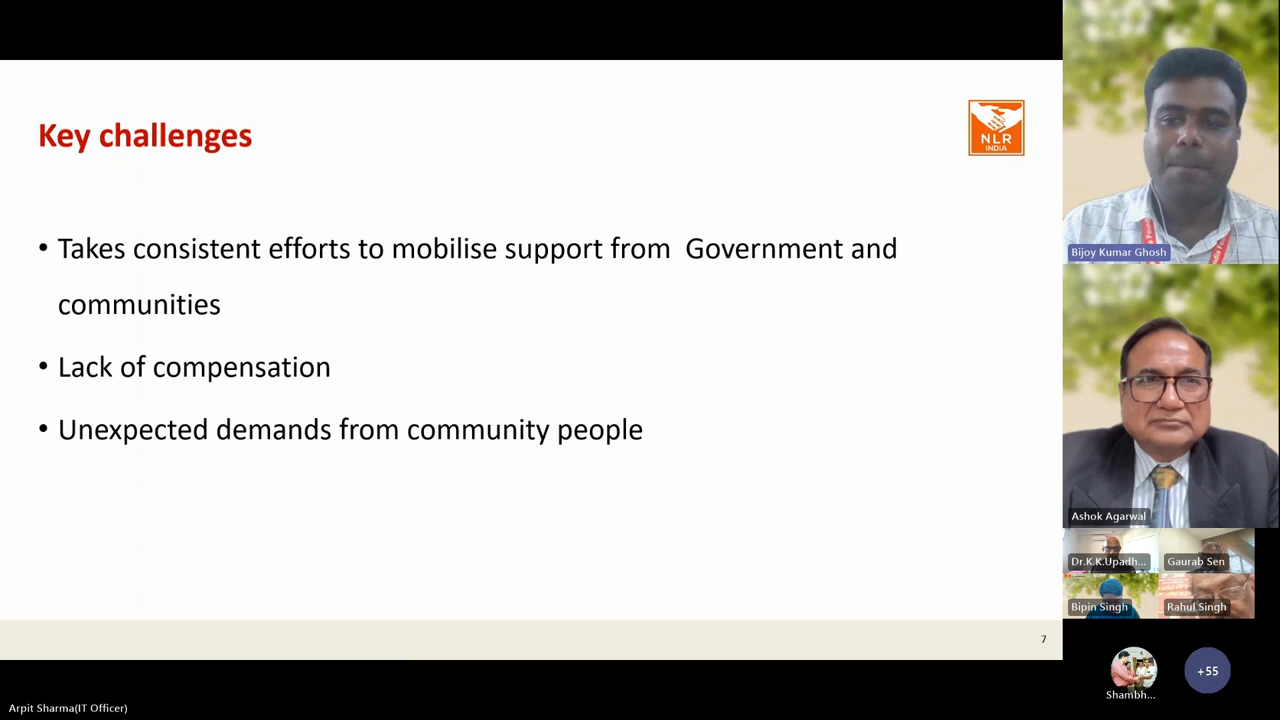 Key challenges
NLR
INDIA
• Takes consistent efforts to mobilise support from  Government and
communities
• Lack of compensation
• Unexpected demands from community people
7
Bijoy Kumar Ghosh
Ashok Agarwal
Dr.K.K.Upadh...
Gaurab Sen
Bipin Singh
Rahul Singh
Shambh...
+55
Arpit Sharma(IT Officer)